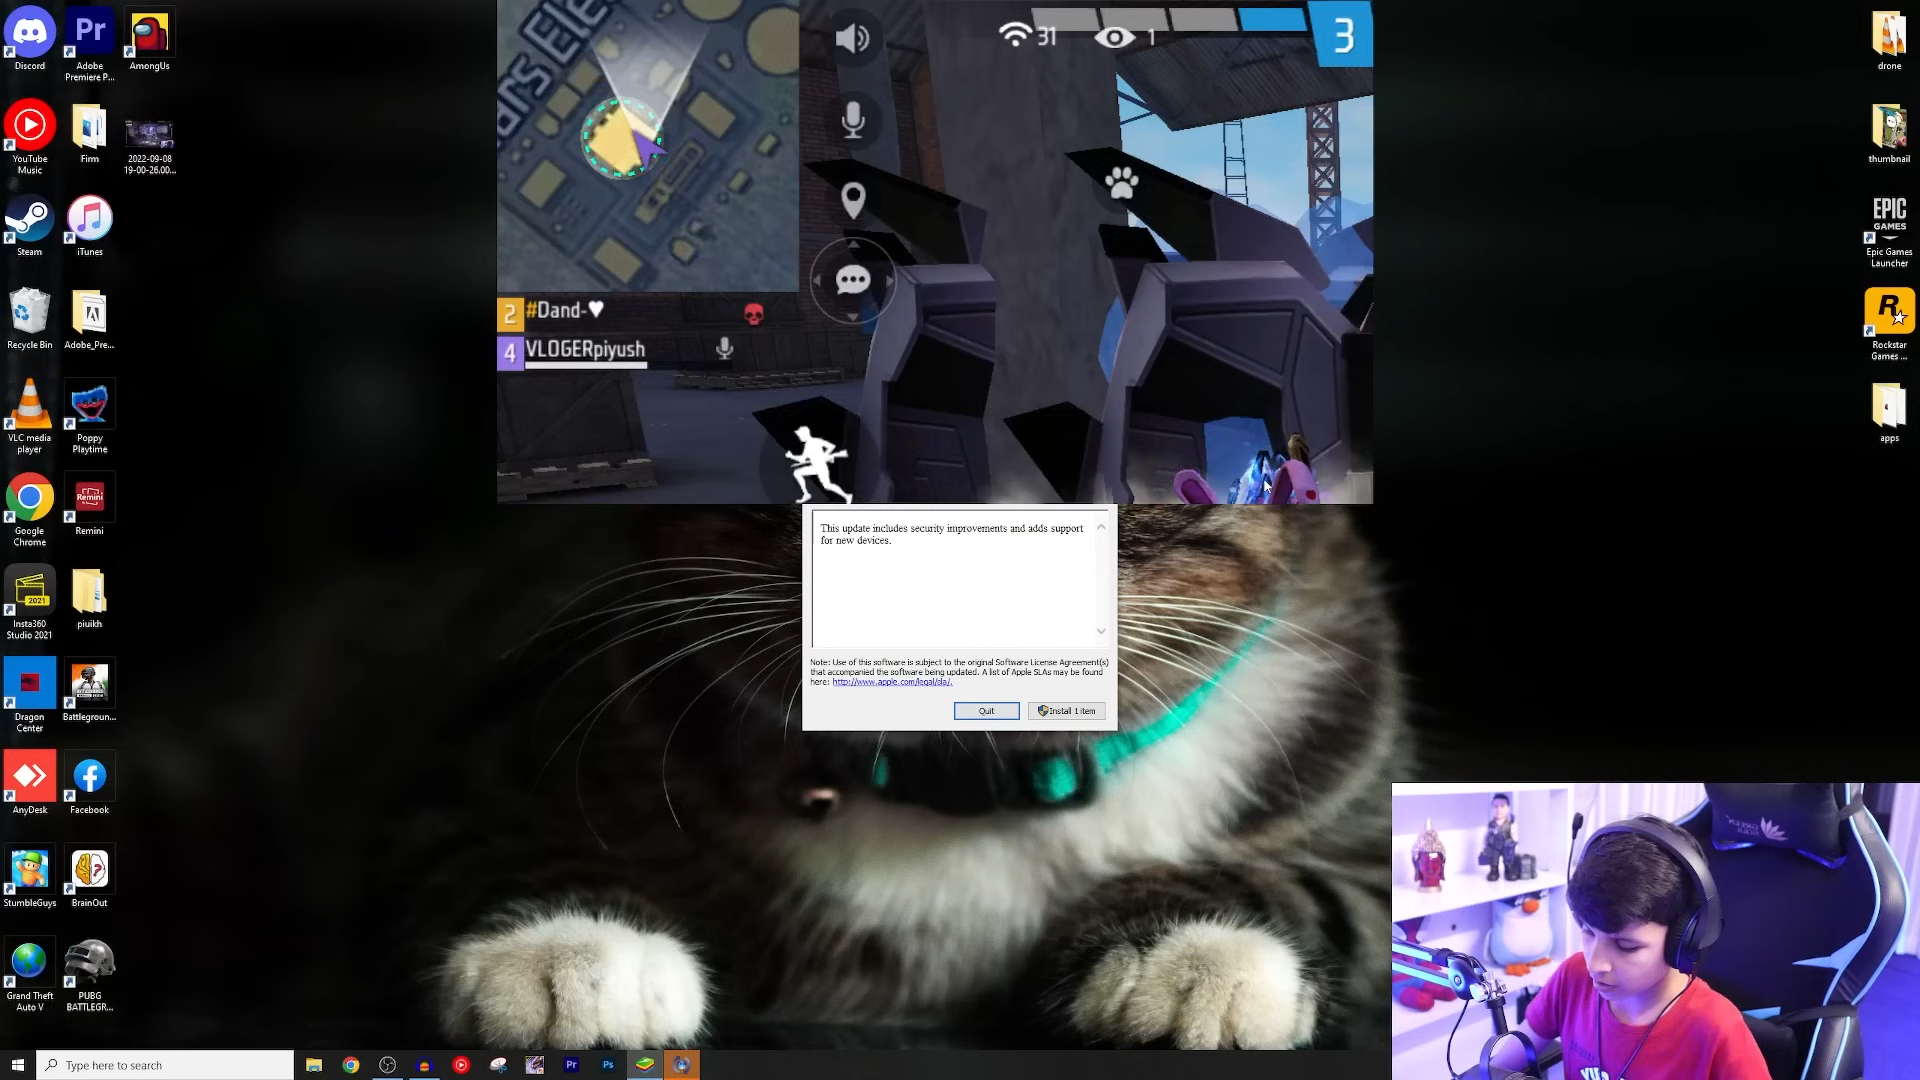 Discord
Adobe
Premiere P...
AmongUs
YouTube
Music
Firm
2022-09-08
19-00-26.00...
Steam
iTunes
Recycle Bin
Adobe_Pre...
VLC media
player
Poppy
Playtime
Google
Chrome
Remini
Remini
2021
Insta360
Studio 2021
piuikh
Dragon
Center
Battlegroun...
AnyDesk
Facebook
StumbleGuys
BrainOut
Grand Theft
Auto V
PUBG
BATTLEGR...
Pr
31
1
3
2
#Dand-♥
4
VLOGERpiyush
This update includes security improvements and adds support
for new devices.
Note: Use of this software is subject to the original Software License Agreement(s)
that accompanied the software being updated. A list of Apple SLAs may be found
here: http://www.apple.com/legal/sla/.
Quit
Install 1 item
drone
thumbnail
EPIC
GAMES
Epic Games
Launcher
R
Rockstar
Games ...
apps
Type here to search
Pr
Ps